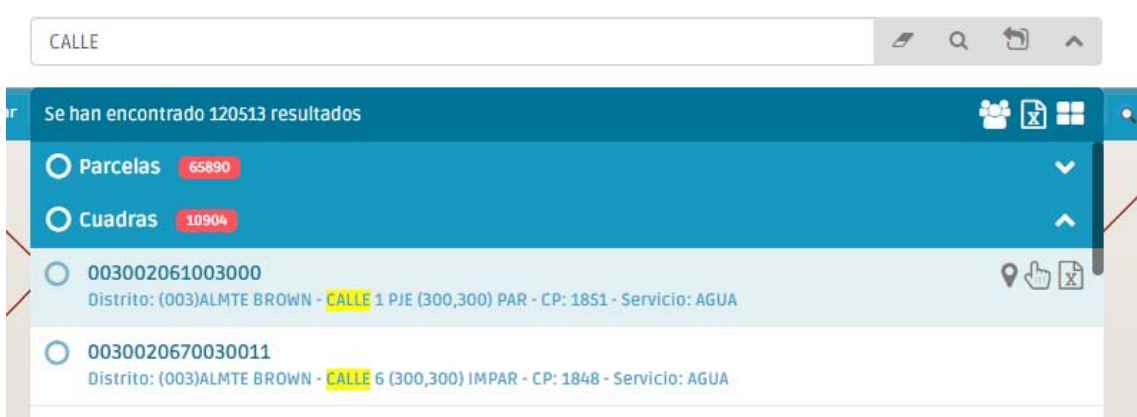 CALLE
ar
Se han encontrado 120513 resultados
Parcelas 65890
Cuadras 10904
003002061003000
Distrito: (003)ALMTE BROWN - CALLE 1 PJE (300,300) PAR - CP: 1851 - Servicio: AGUA
0030020670030011
Distrito: (003)ALMTE BROWN - CALLE 6 (300,300) IMPAR - CP: 1848 - Servicio: AGUA